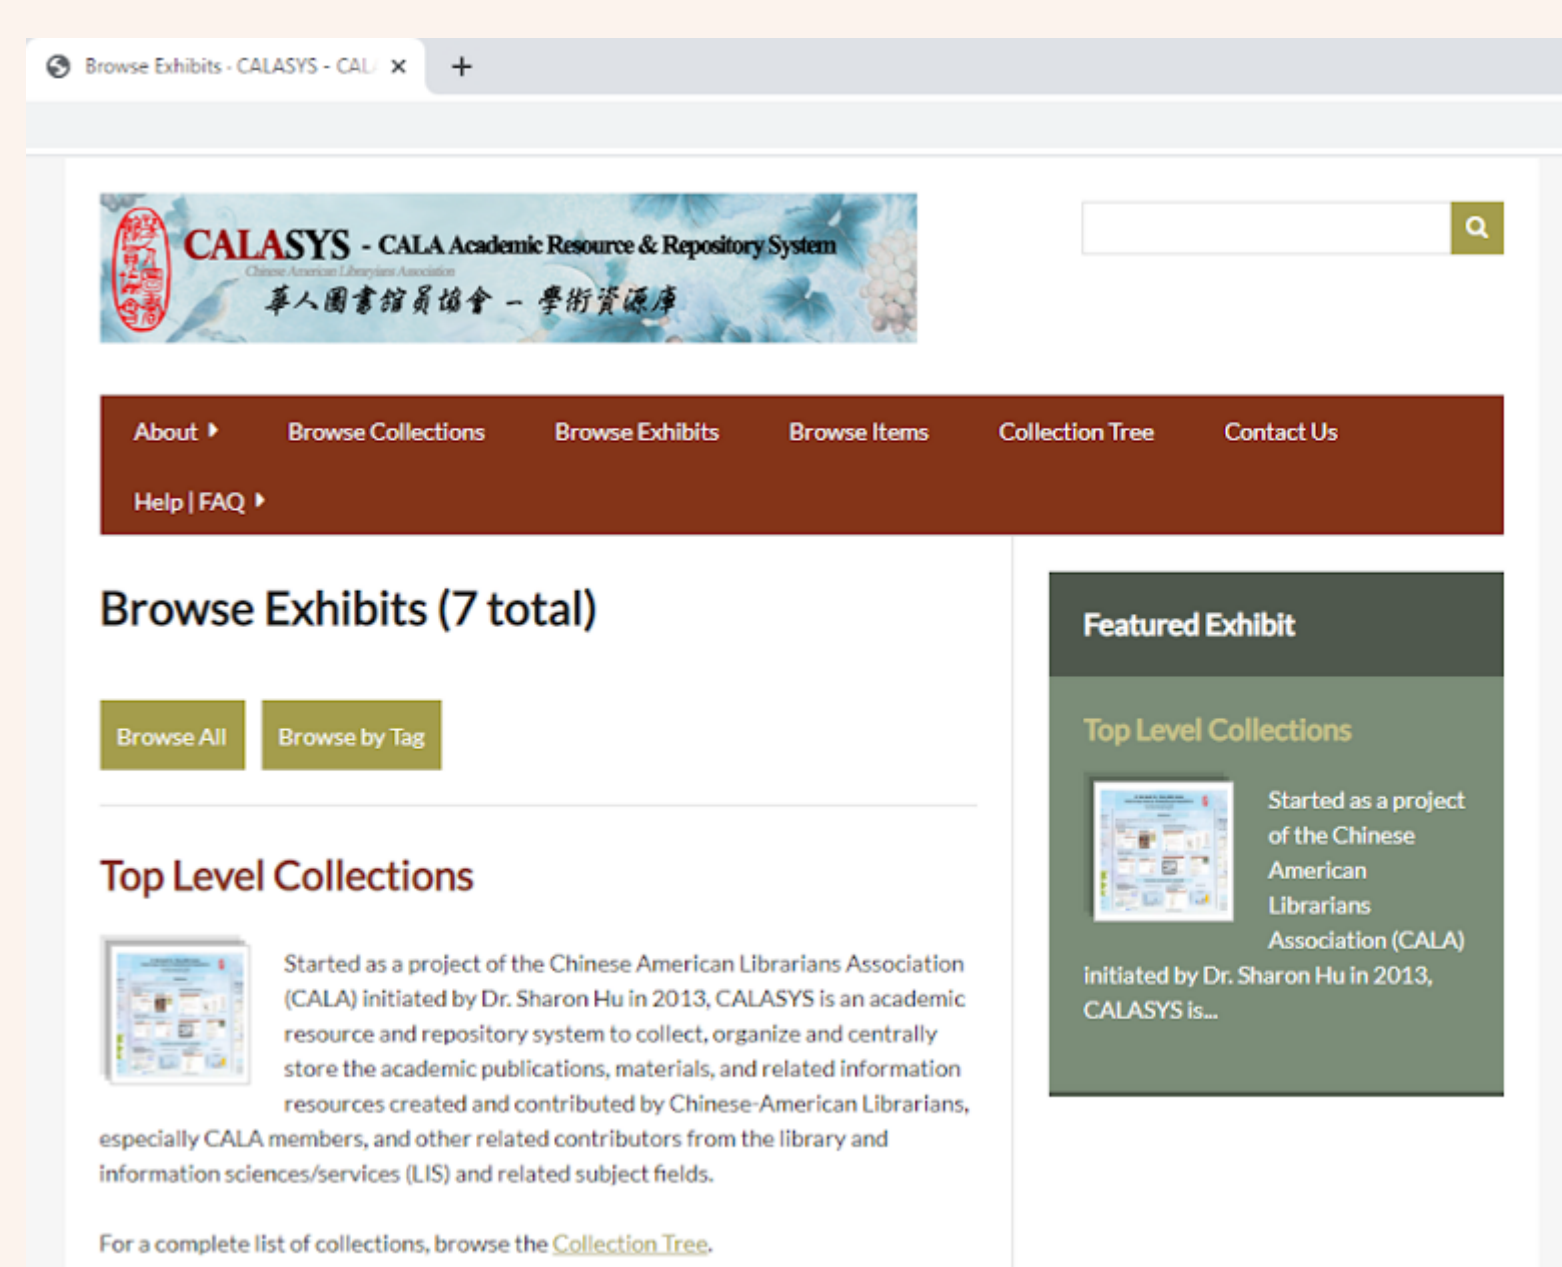 Browse Exhibits - CALASYS - CAL
CALASYS - CALA Academic Resource & Repository System
Chinese American Librarians Association
華人圖書館員協會 - 學術資源庫
About
Browse Collections
Browse Exhibits
Browse Items
Collection Tree
Contact Us
Help | FAQ
Browse Exhibits (7 total)
Browse All
Browse by Tag
Top Level Collections
Started as a project of the Chinese American Librarians Association
(CALA) initiated by Dr. Sharon Hu in 2013, CALASYS is an academic
resource and repository system to collect, organize and centrally
store the academic publications, materials, and related information
resources created and contributed by Chinese-American Librarians,
especially CALA members, and other related contributors from the library and
information sciences/services (LIS) and related subject fields.
For a complete list of collections, browse the Collection Tree.
Featured Exhibit
Top Level Collections
Started as a project
of the Chinese
American
Librarians
Association (CALA)
initiated by Dr. Sharon Hu in 2013,
CALASYS is...